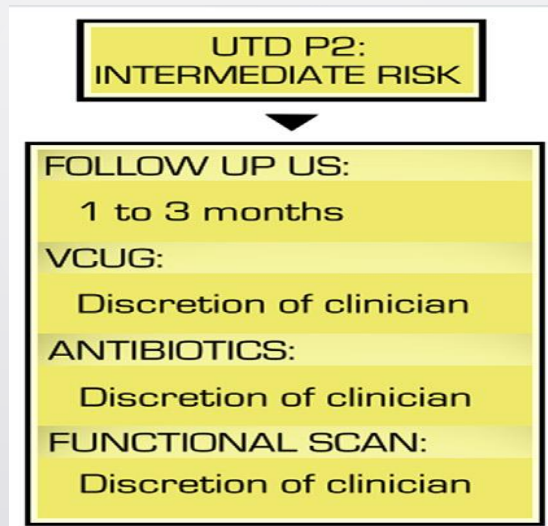 UTD P2:
INTERMEDIATE RISK
FOLLOW UP US:
1 to 3 months
VCUG:
Discretion of clinician
ANTIBIOTICS:
Discretion of clinician
FUNCTIONAL SCAN:
Discretion of clinician